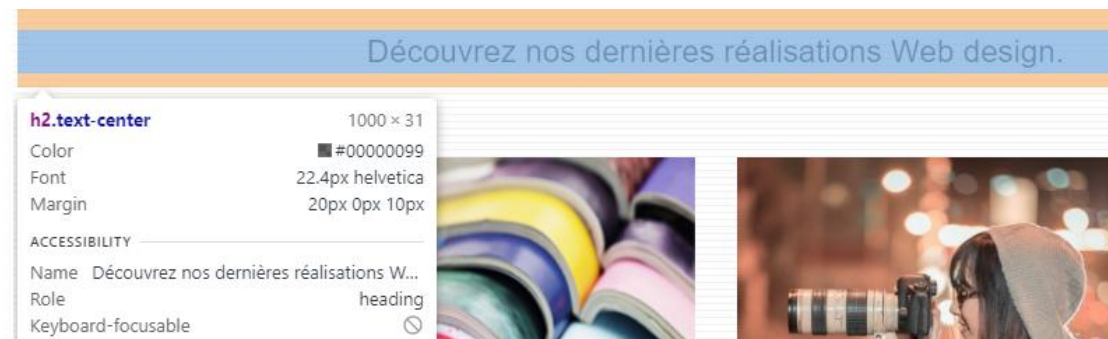 Découvrez nos dernières réalisations Web design.
h2.text-center 1000 × 31
Color #00000099
Font 22.4px helvetica
Margin 20px 0px 10px
ACCESSIBILITY
Name Découvrez nos dernières réalisations W...
Role heading
Keyboard-focusable